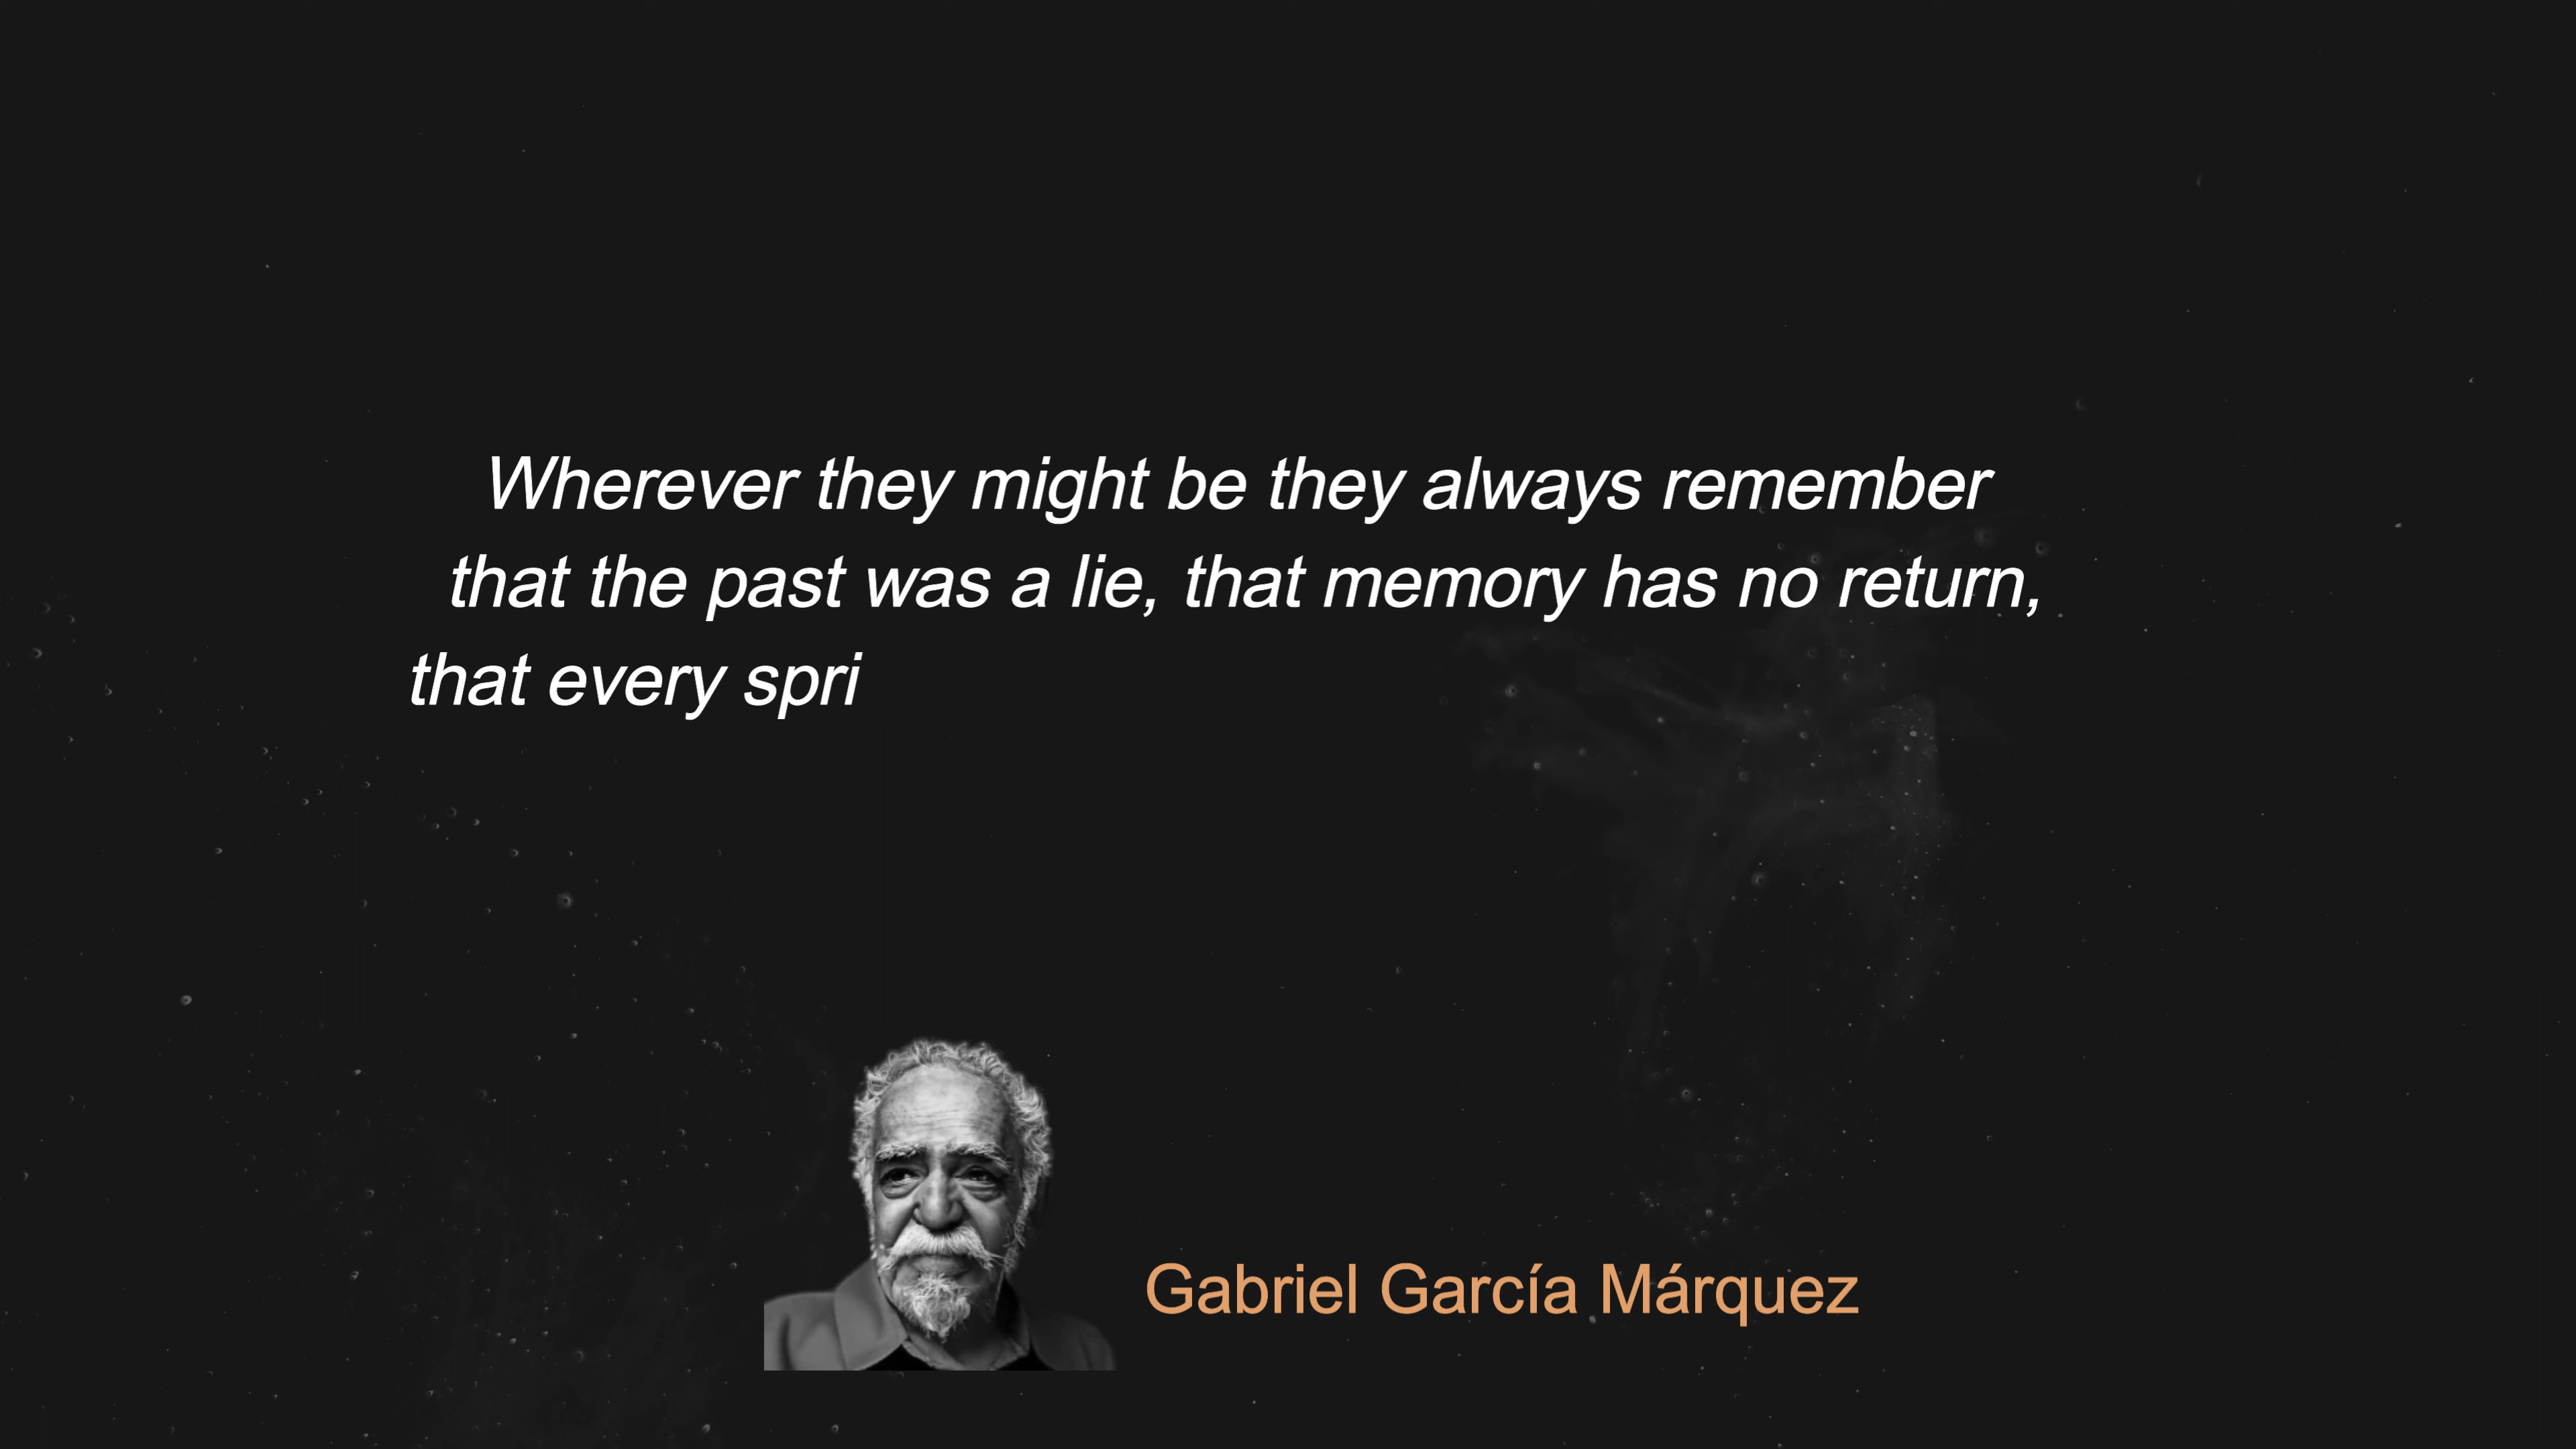 Wherever they might be they always remember
that the past was a lie, that memory has no return,
that every spri
Gabriel García Márquez